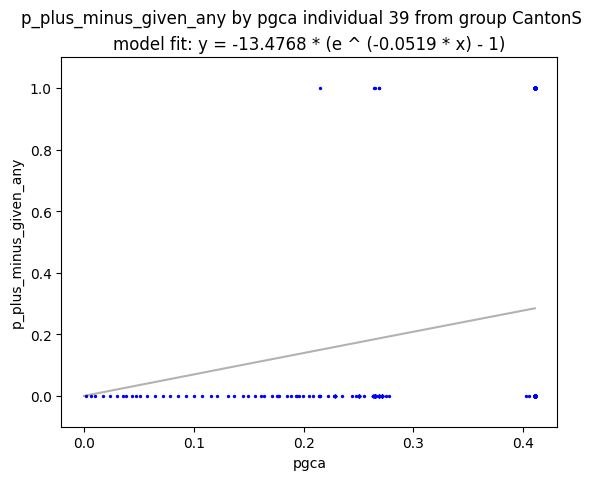 p_plus_minus_given_any by pgca individual 39 from group CantonS
model fit: y = -13.4768 * (e ^ (-0.0519 * x) - 1)
1.0
0.8
0.6
0.4
0.2
0.0
p_plus_minus_given_any
0.0 0.1 0.2 0.3 0.4
pgca